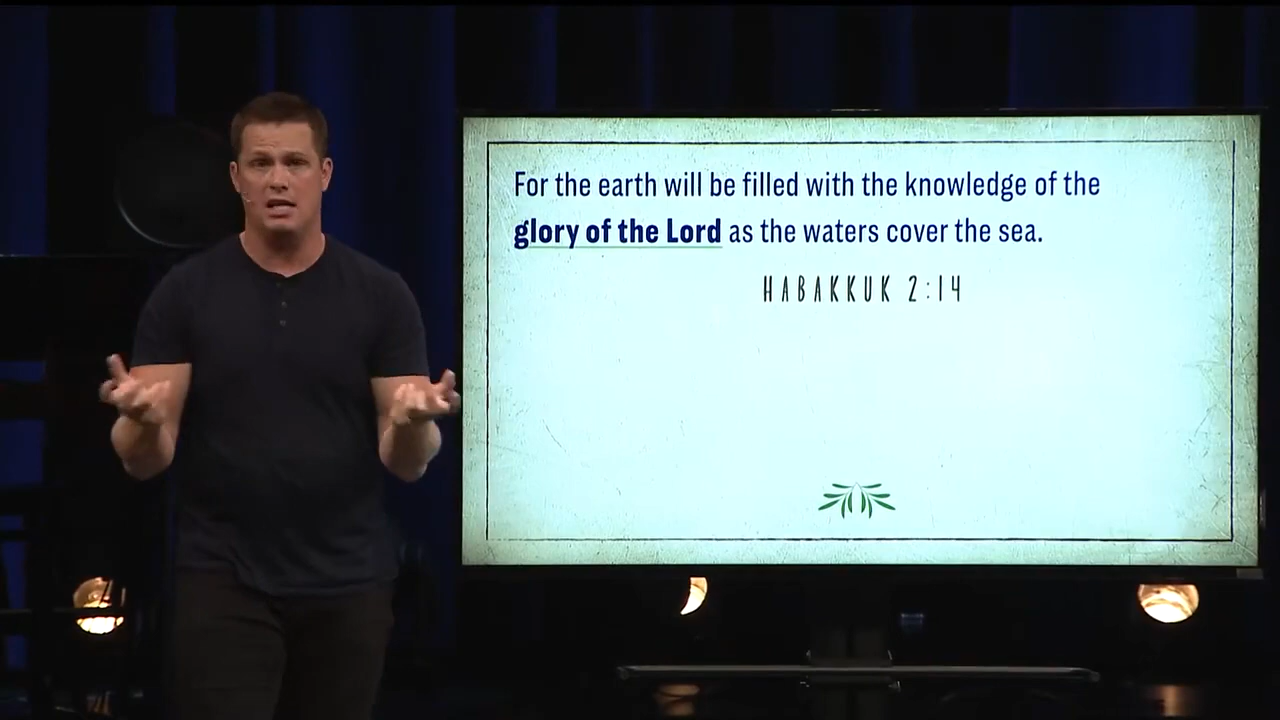 For the earth will be filled with the knowledge of the
glory of the Lord as the waters cover the sea.
HABAKKUK 2:14